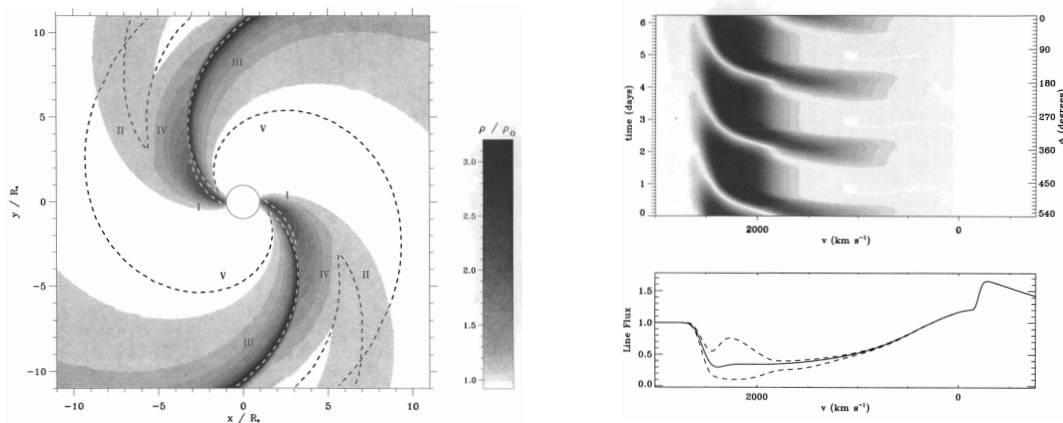 10
5
0
-5
-10
y / R*
-10
-5
0
5
10
x / R*
II
IV
III
V
I
I
V
IV
II
III
ρ / ρ₀
3.0
2.5
2.0
1.5
1.0
6
5
4
3
2
1
0
time (days)
0
90
180
270
360
450
540
ϕ (degrees)
2000
0
v (km s⁻¹)
1.5
1.0
0.5
0.0
Line Flux
2000
0
v (km s⁻¹)